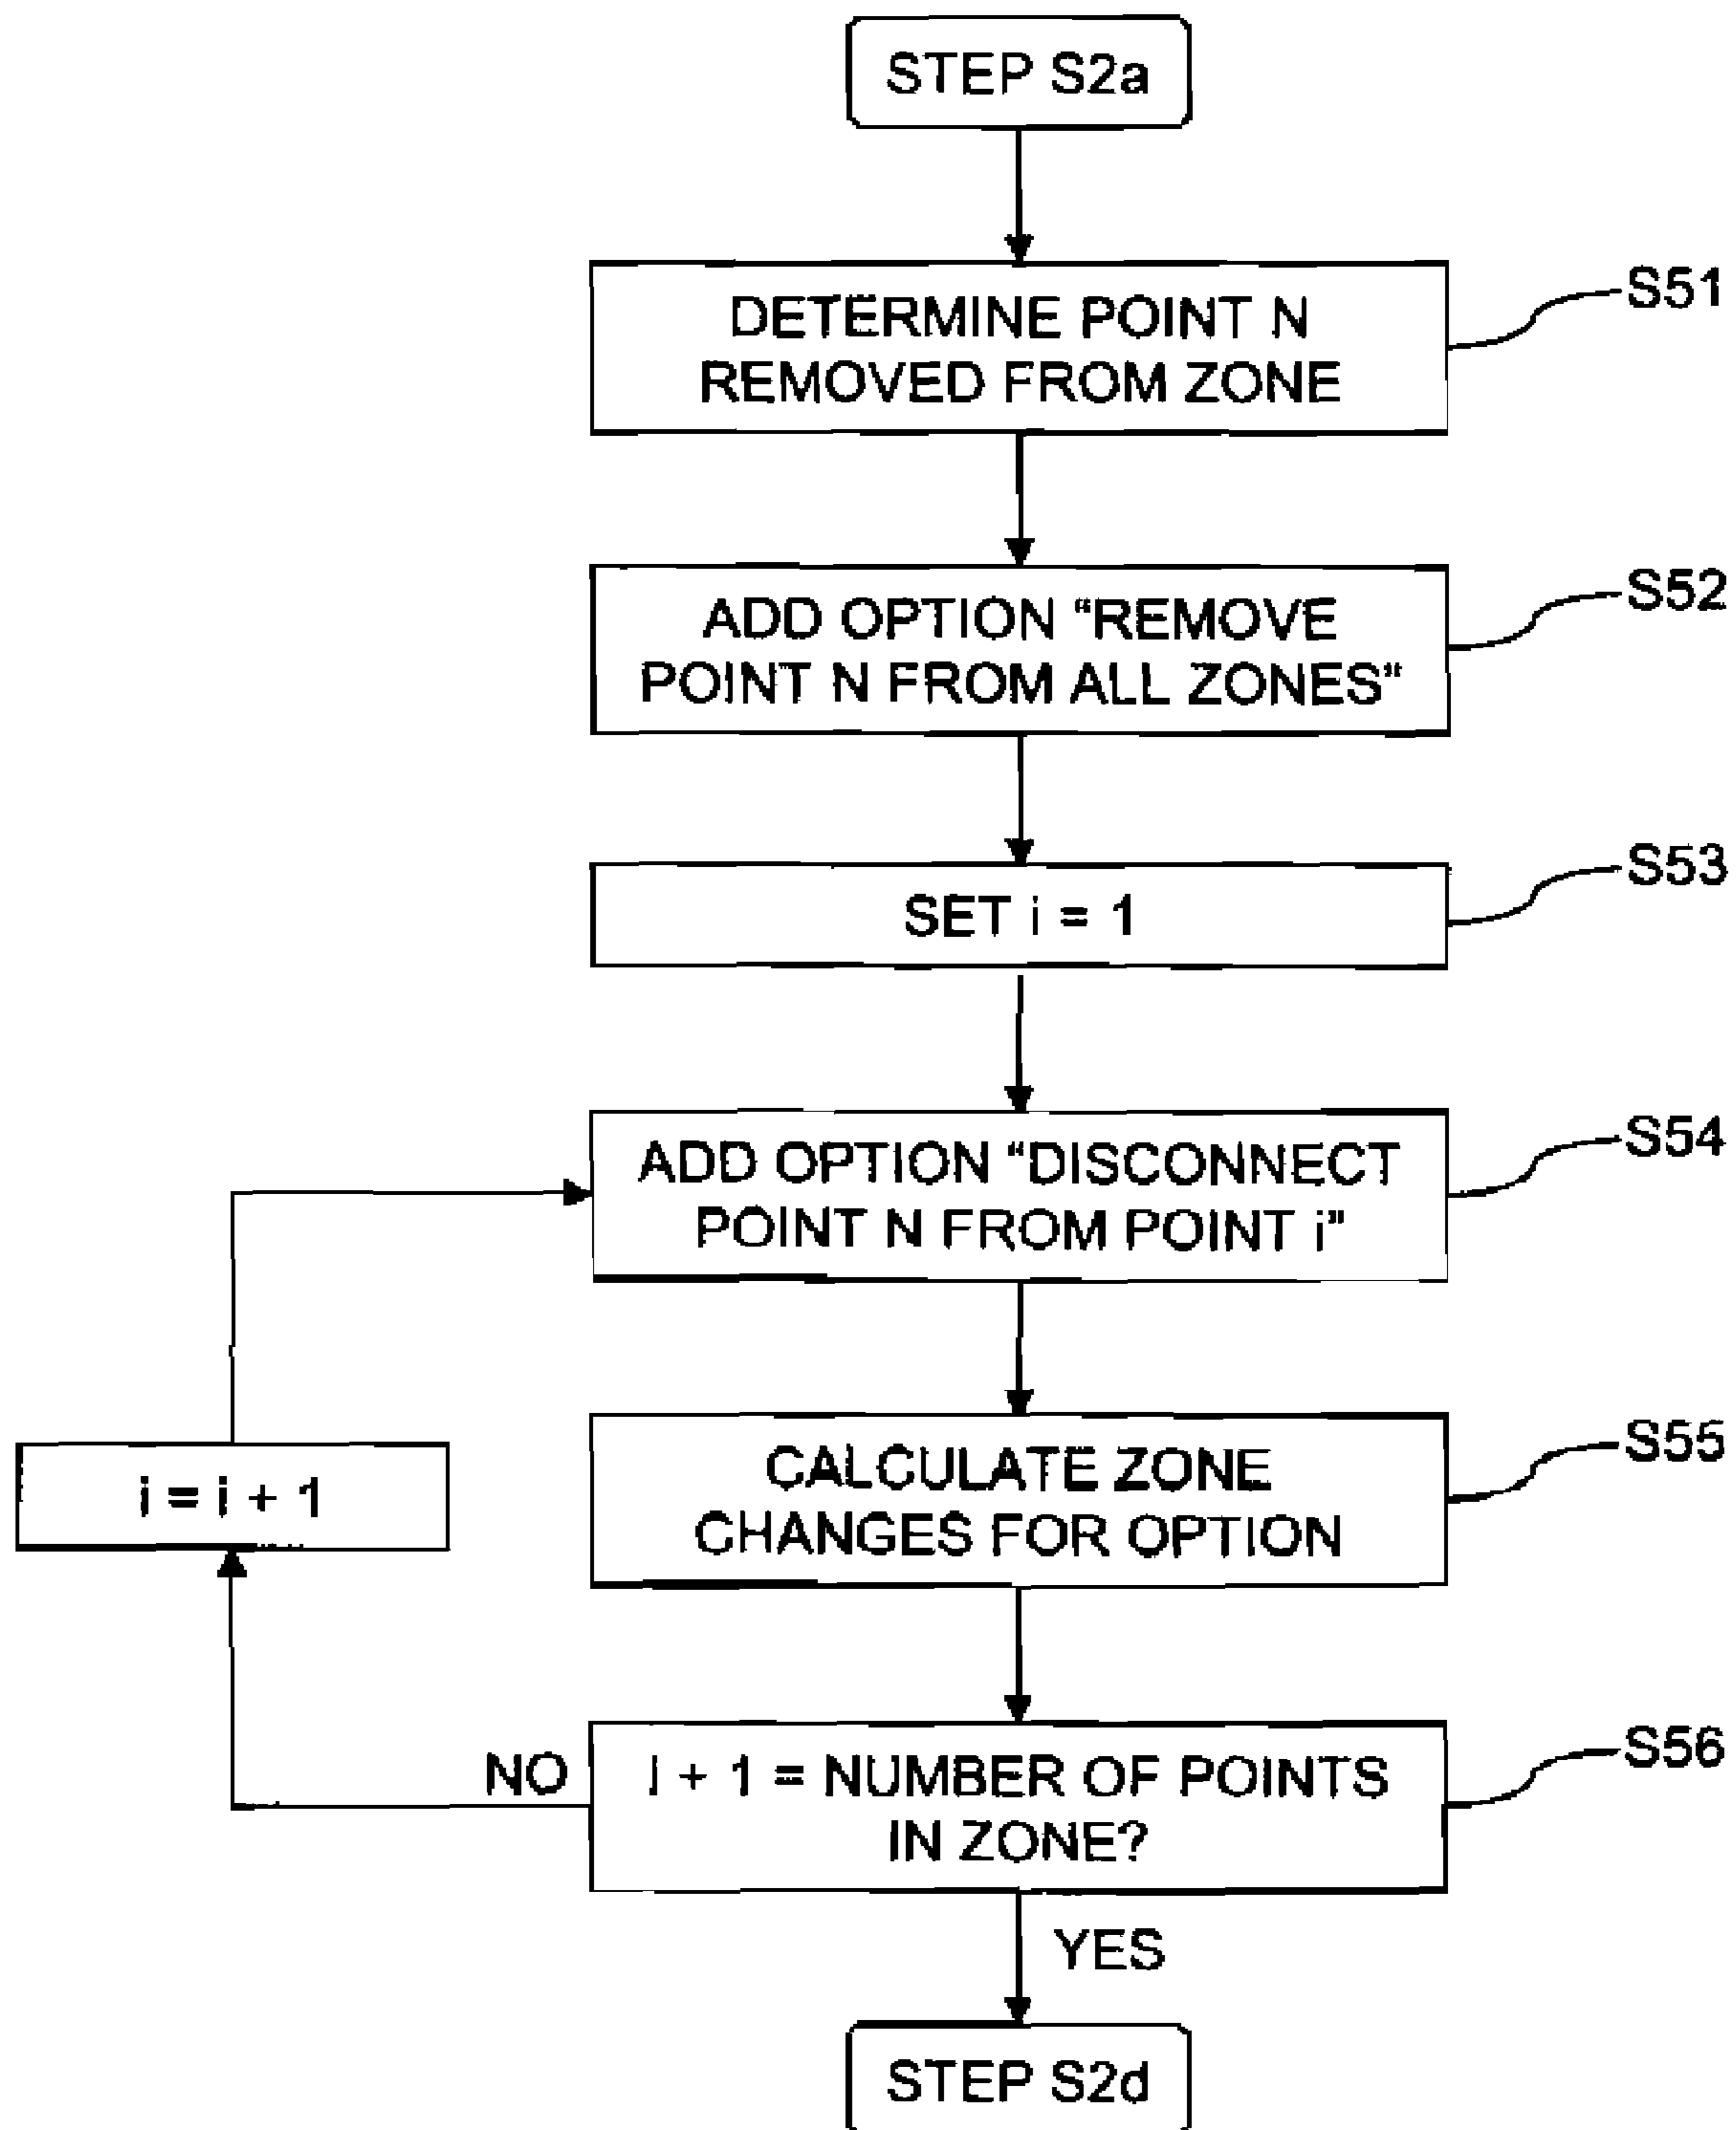 STEP S2a
DETERMINE POINT N
REMOVED FROM ZONE
S51
ADD OPTION “REMOVE
POINT N FROM ALL ZONES”
S52
SET i = 1
S53
ADD OPTION “DISCONNECT
POINT N FROM POINT i”
S54
CALCULATE ZONE
CHANGES FOR OPTION
S55
i = i + 1
NO
I + 1 = NUMBER OF POINTS
IN ZONE?
S56
YES
STEP S2d